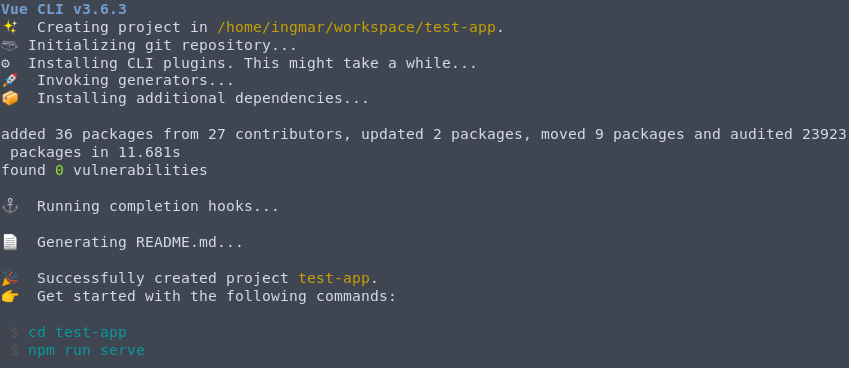 Vue CLI v3.6.3
✨  Creating project in /home/ingmar/workspace/test-app.
🗃 Initializing git repository...
⚙  Installing CLI plugins. This might take a while...
🚀  Invoking generators...
📦  Installing additional dependencies...
added 36 packages from 27 contributors, updated 2 packages, moved 9 packages and audited 23923
packages in 11.681s
found 0 vulnerabilities
⚓  Running completion hooks...
📄  Generating README.md...
🎉  Successfully created project test-app.
👉  Get started with the following commands:
$ cd test-app
$ npm run serve